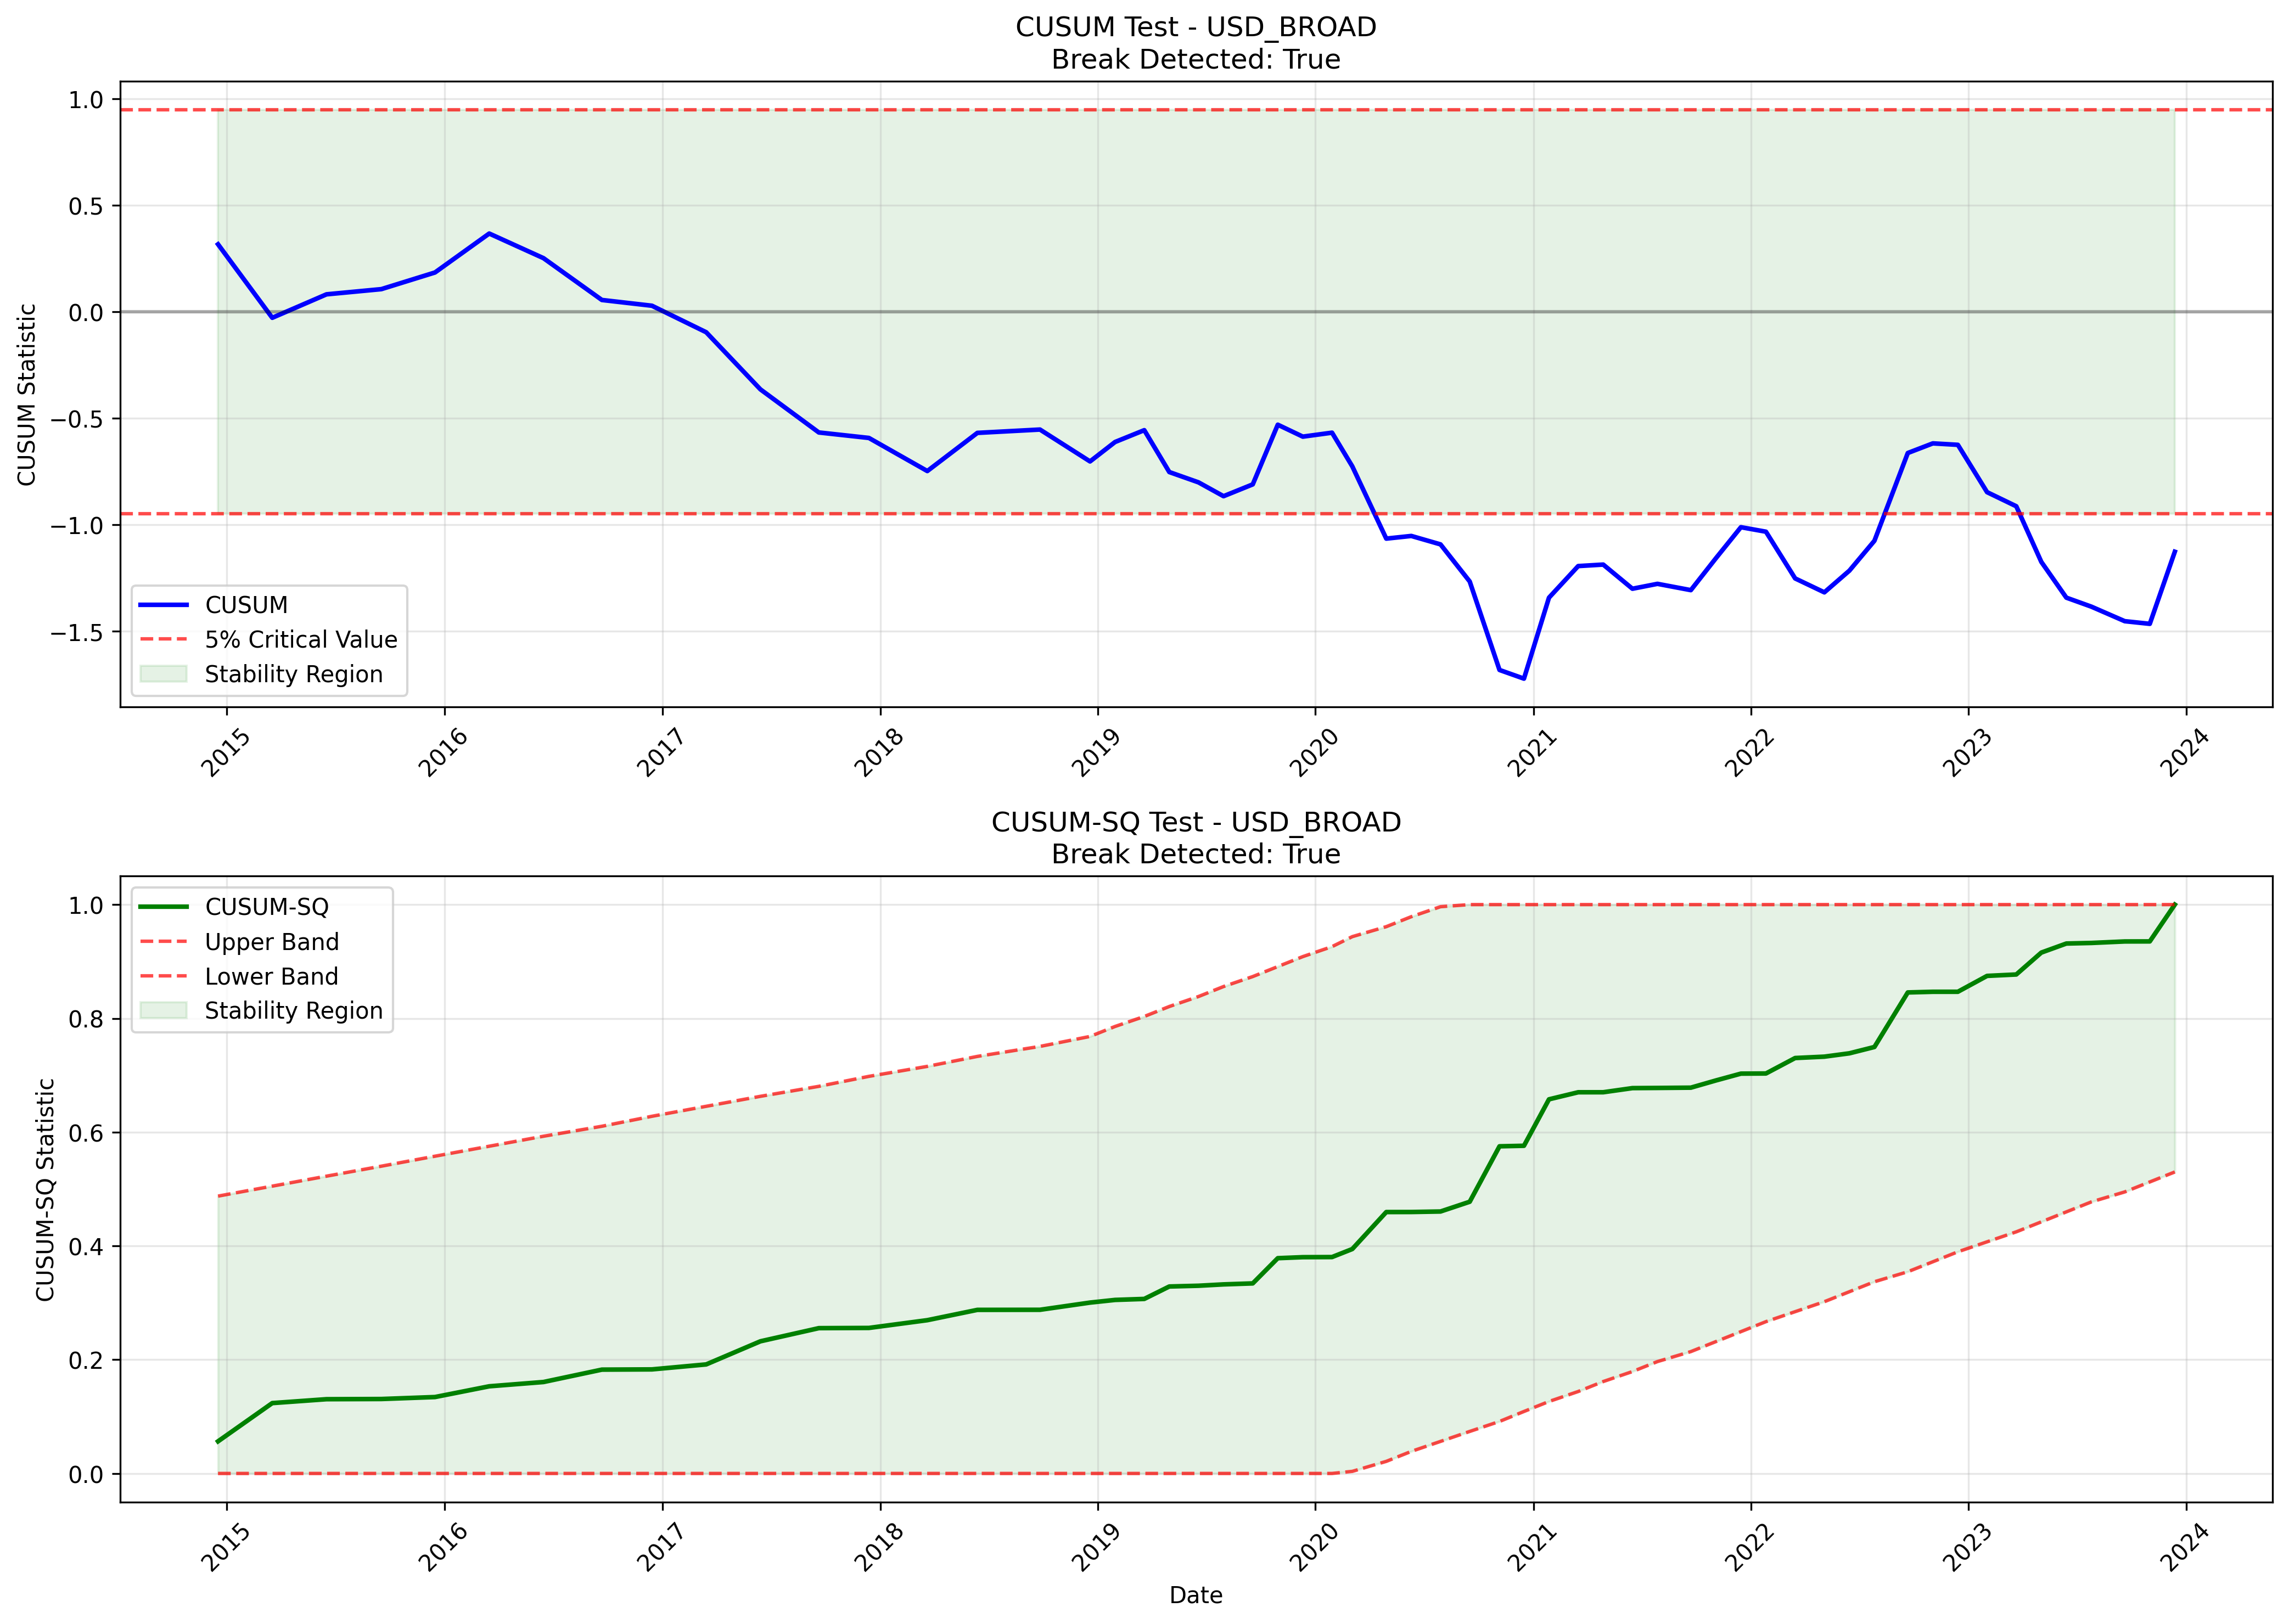 CUSUM Test - USD_BROAD
Break Detected: True
CUSUM Statistic
1.0
0.5
0.0
−0.5
−1.0
−1.5
CUSUM
5% Critical Value
Stability Region
2015
2016
2017
2018
2019
2020
2021
2022
2023
2024
CUSUM-SQ Test - USD_BROAD
Break Detected: True
CUSUM-SQ Statistic
1.0
0.8
0.6
0.4
0.2
0.0
CUSUM-SQ
Upper Band
Lower Band
Stability Region
2015
2016
2017
2018
2019
2020
2021
2022
2023
2024
Date